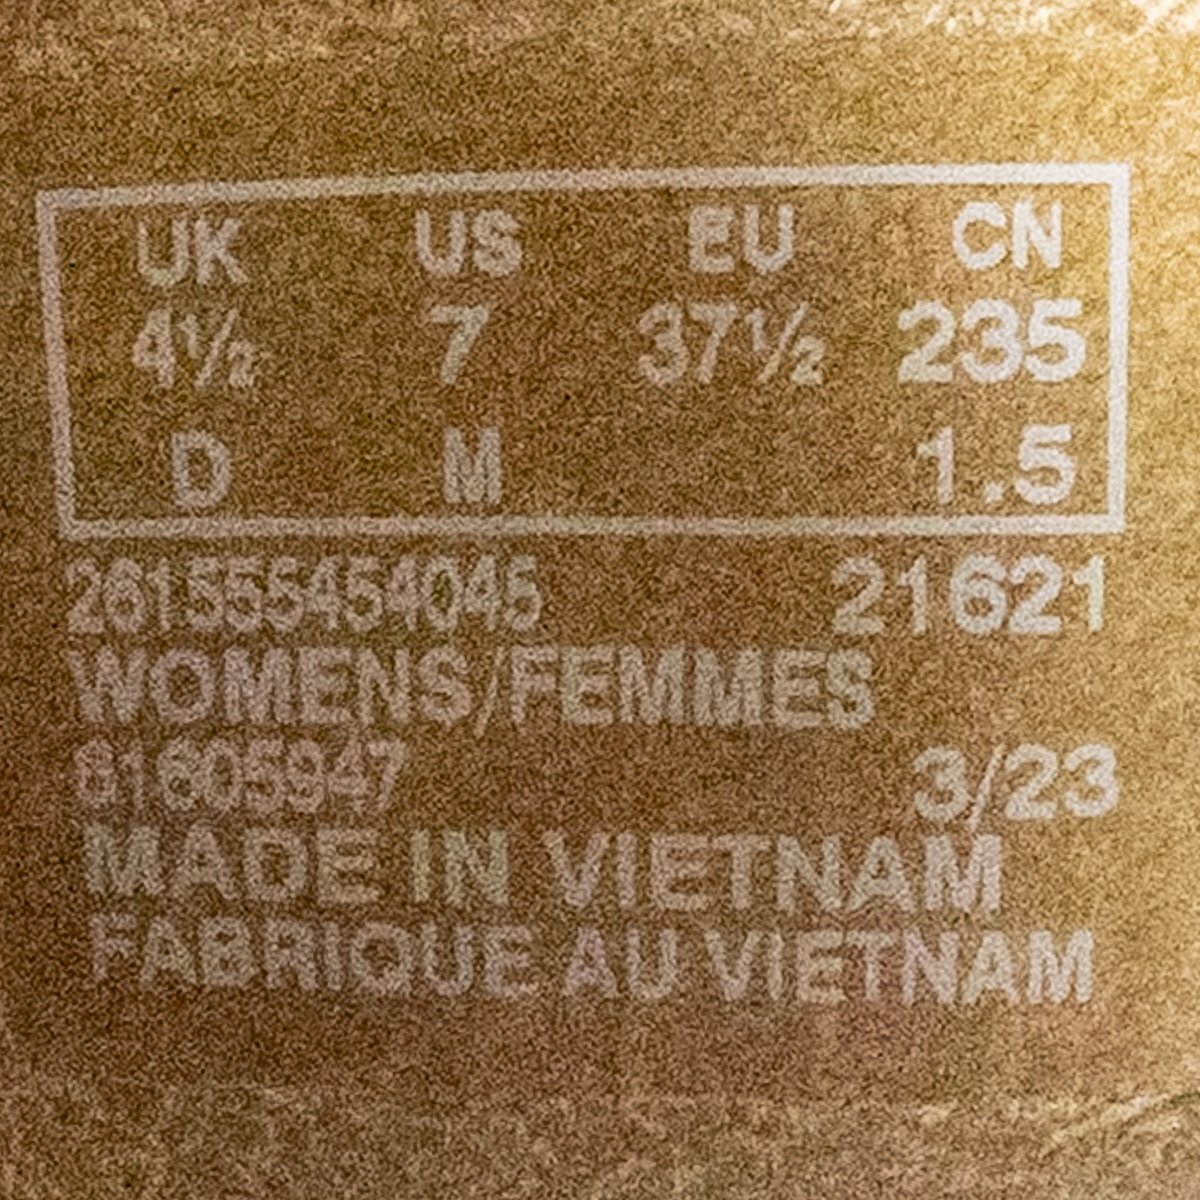 UK US EU CN
4½ 7 37½ 235
D M 1.5
261555454045 21621
WOMENS/FEMMES
81605947 3/23
MADE IN VIETNAM
FABRIQUE AU VIETNAM